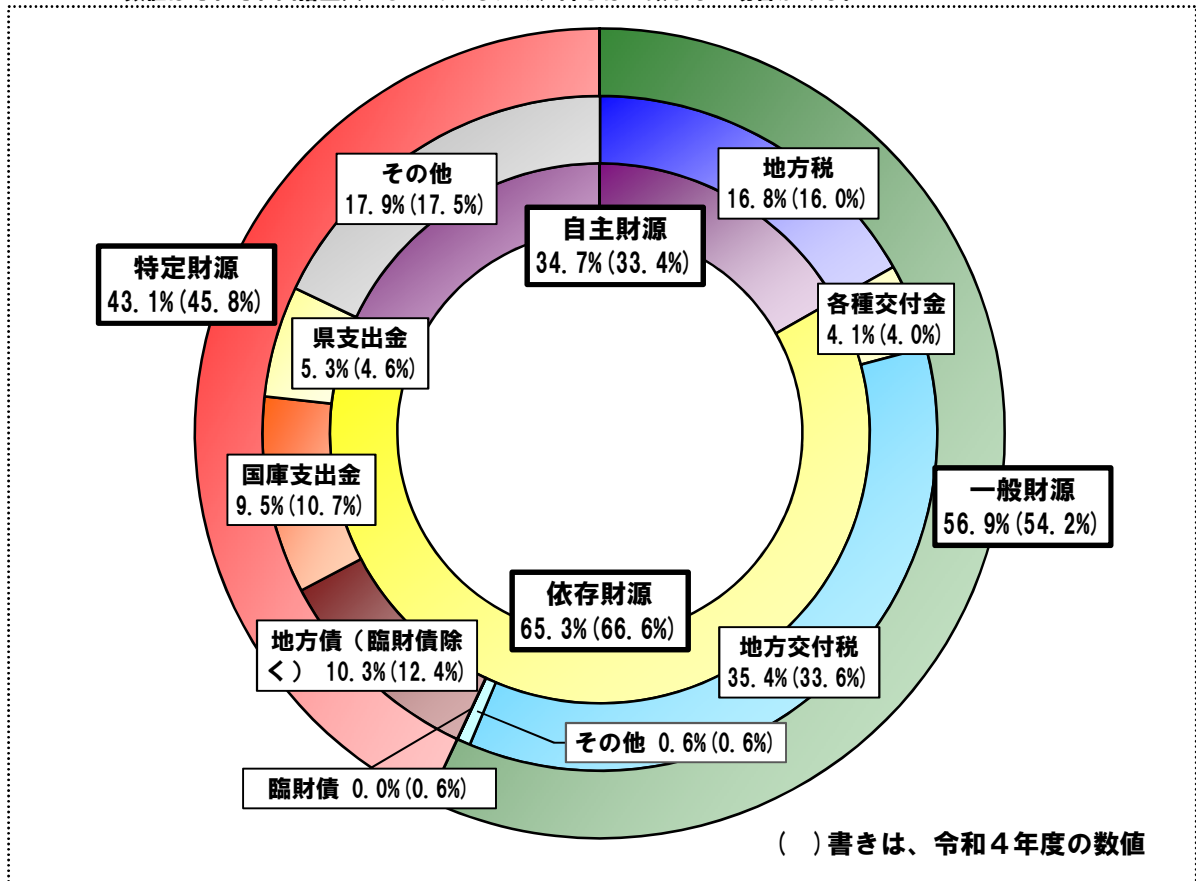 その他
17.9%(17.5%)
地方税
16.8%(16.0%)
自主財源
34.7%(33.4%)
特定財源
43.1%(45.8%)
各種交付金
4.1%(4.0%)
県支出金
5.3%(4.6%)
国庫支出金
9.5%(10.7%)
一般財源
56.9%(54.2%)
依存財源
65.3%(66.6%)
地方債（臨財債除
く） 10.3%(12.4%)
地方交付税
35.4%(33.6%)
その他 0.6%(0.6%)
臨財債 0.0%(0.6%)
( )書きは、令和４年度の数値